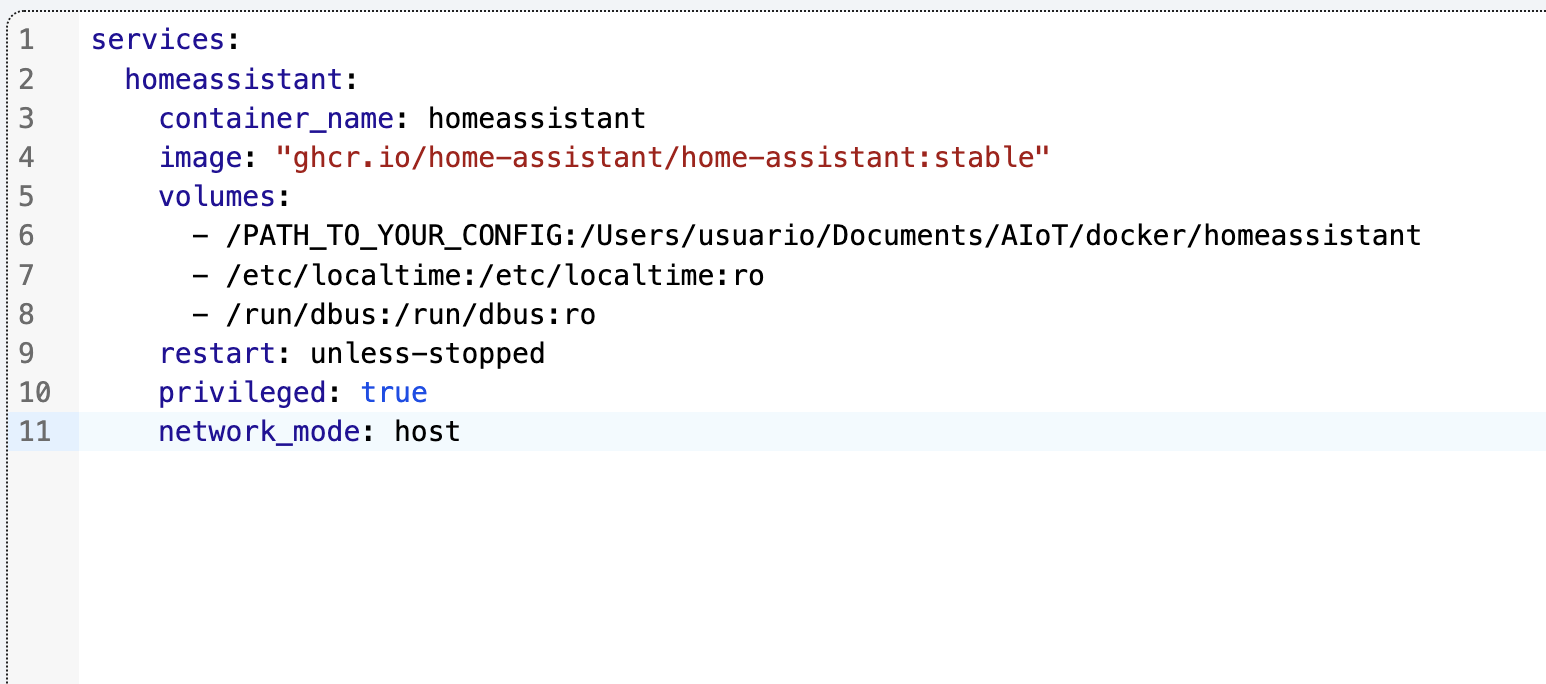 1 services:
2   homeassistant:
3     container_name: homeassistant
4     image: "ghcr.io/home-assistant/home-assistant:stable"
5     volumes:
6       - /PATH_TO_YOUR_CONFIG:/Users/usuario/Documents/AIoT/docker/homeassistant
7       - /etc/localtime:/etc/localtime:ro
8       - /run/dbus:/run/dbus:ro
9     restart: unless-stopped
10     privileged: true
11     network_mode: host